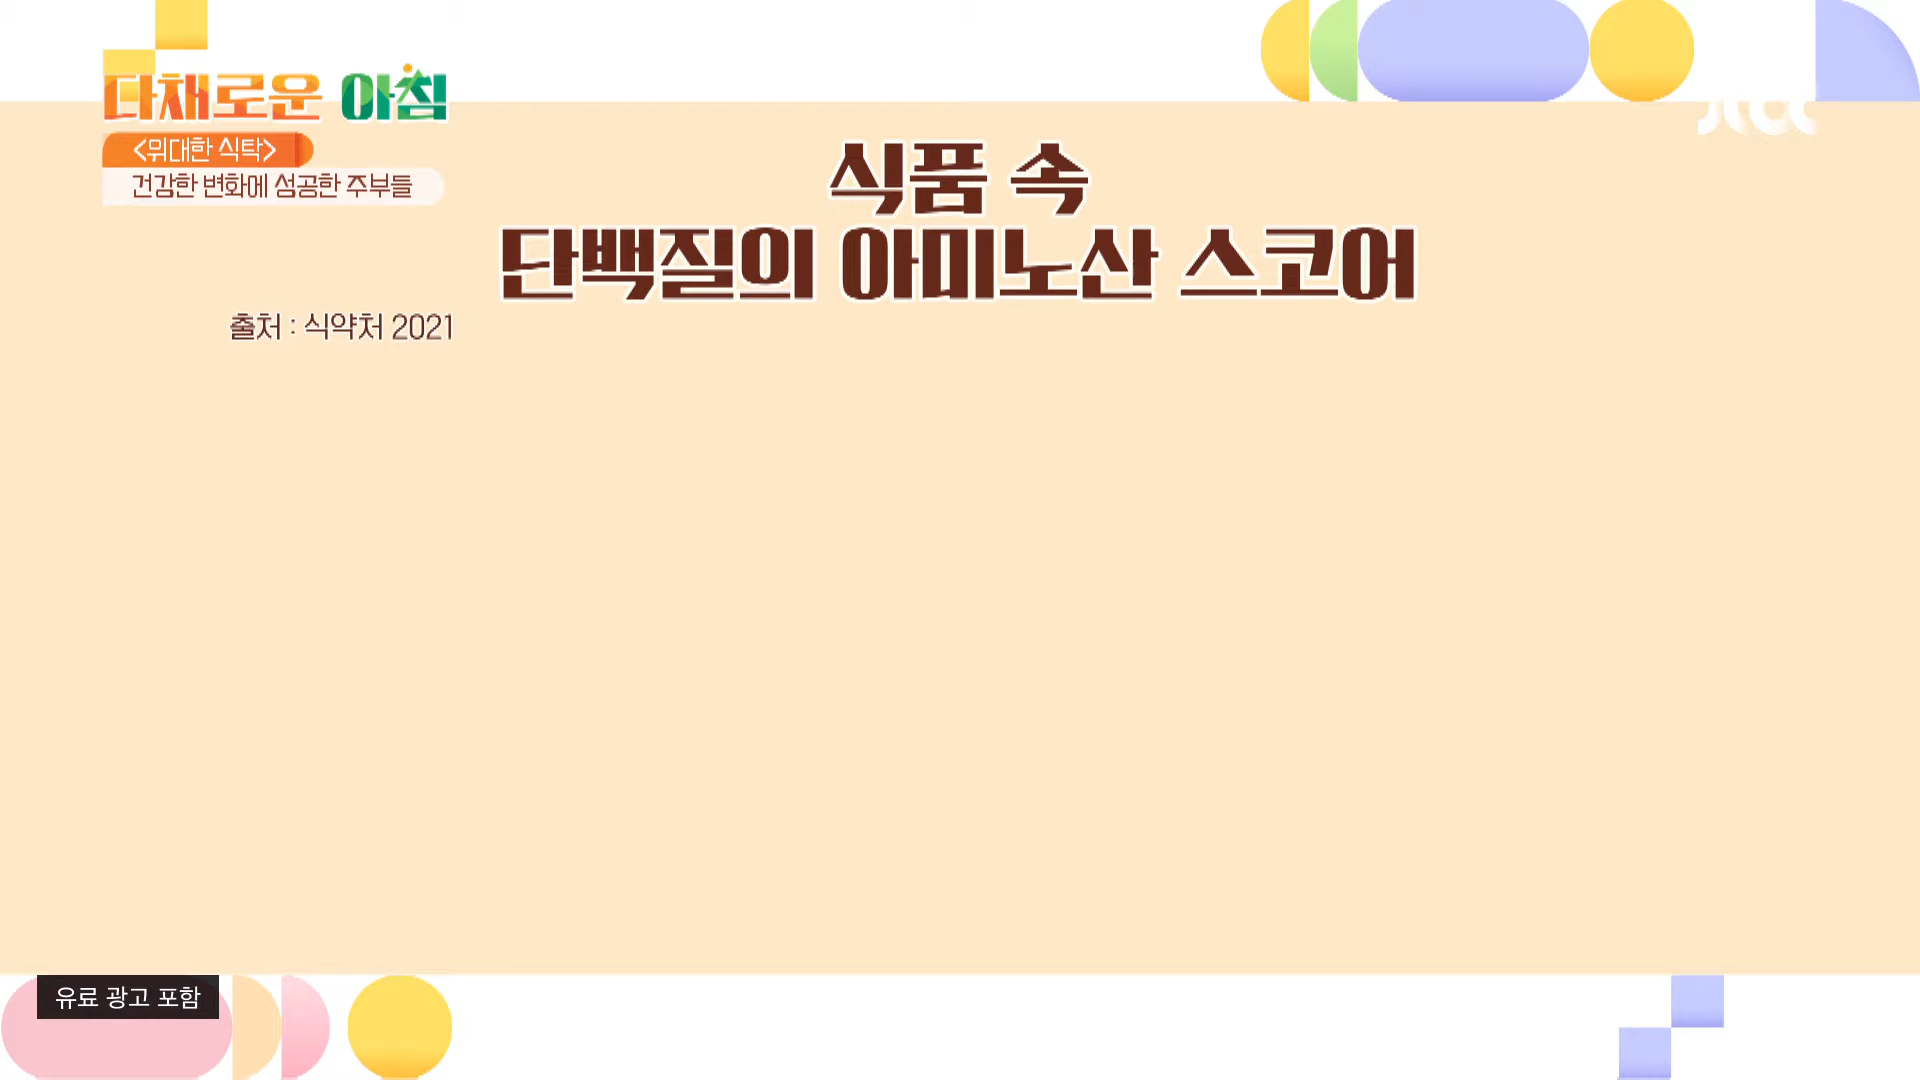 다채로운 아침
<위대한 식탁>
건강한 변화에 성공한 주부들
jtbc
식품 속
단백질의 아미노산 스코어
출처 : 식약처 2021
유료 광고 포함